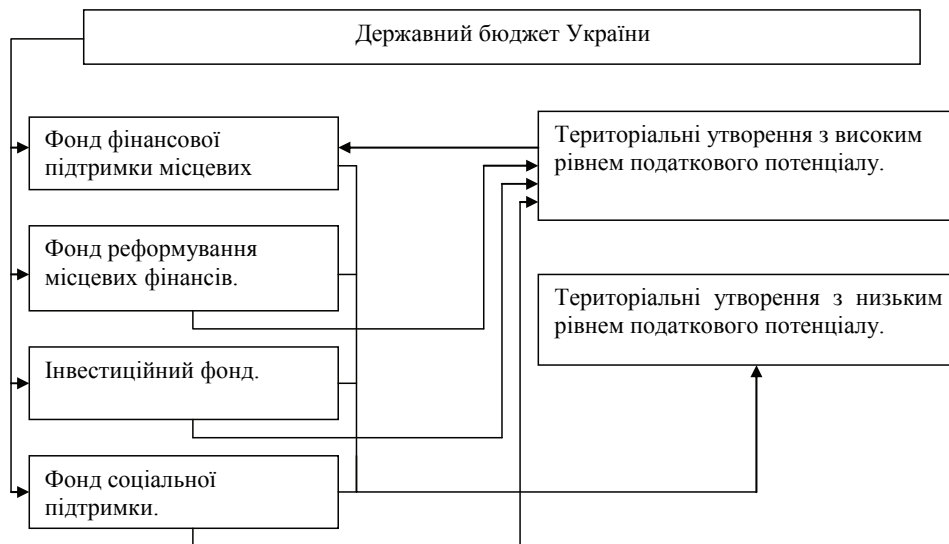 Державний бюджет України
Фонд фінансової
підтримки місцевих
Територіальні утворення з високим
рівнем податкового потенціалу.
Фонд реформування
місцевих фінансів.
Територіальні утворення з низьким
рівнем податкового потенціалу.
Інвестиційний фонд.
Фонд соціальної
підтримки.